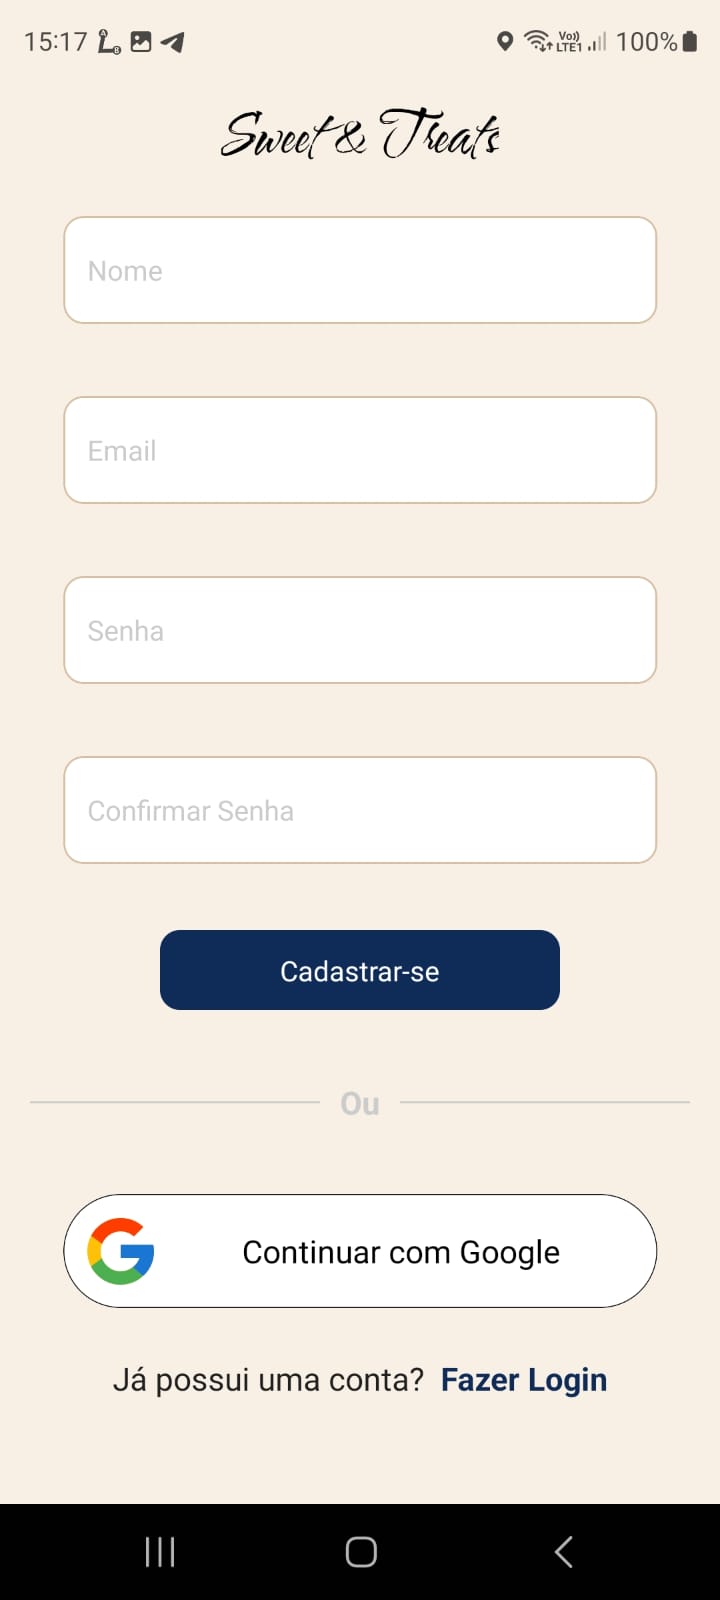 15:17 Vo)) LTE1 100%
Sweet & Treats
Nome
Email
Senha
Confirmar Senha
Cadastrar-se
Ou
Continuar com Google
Já possui uma conta? Fazer Login